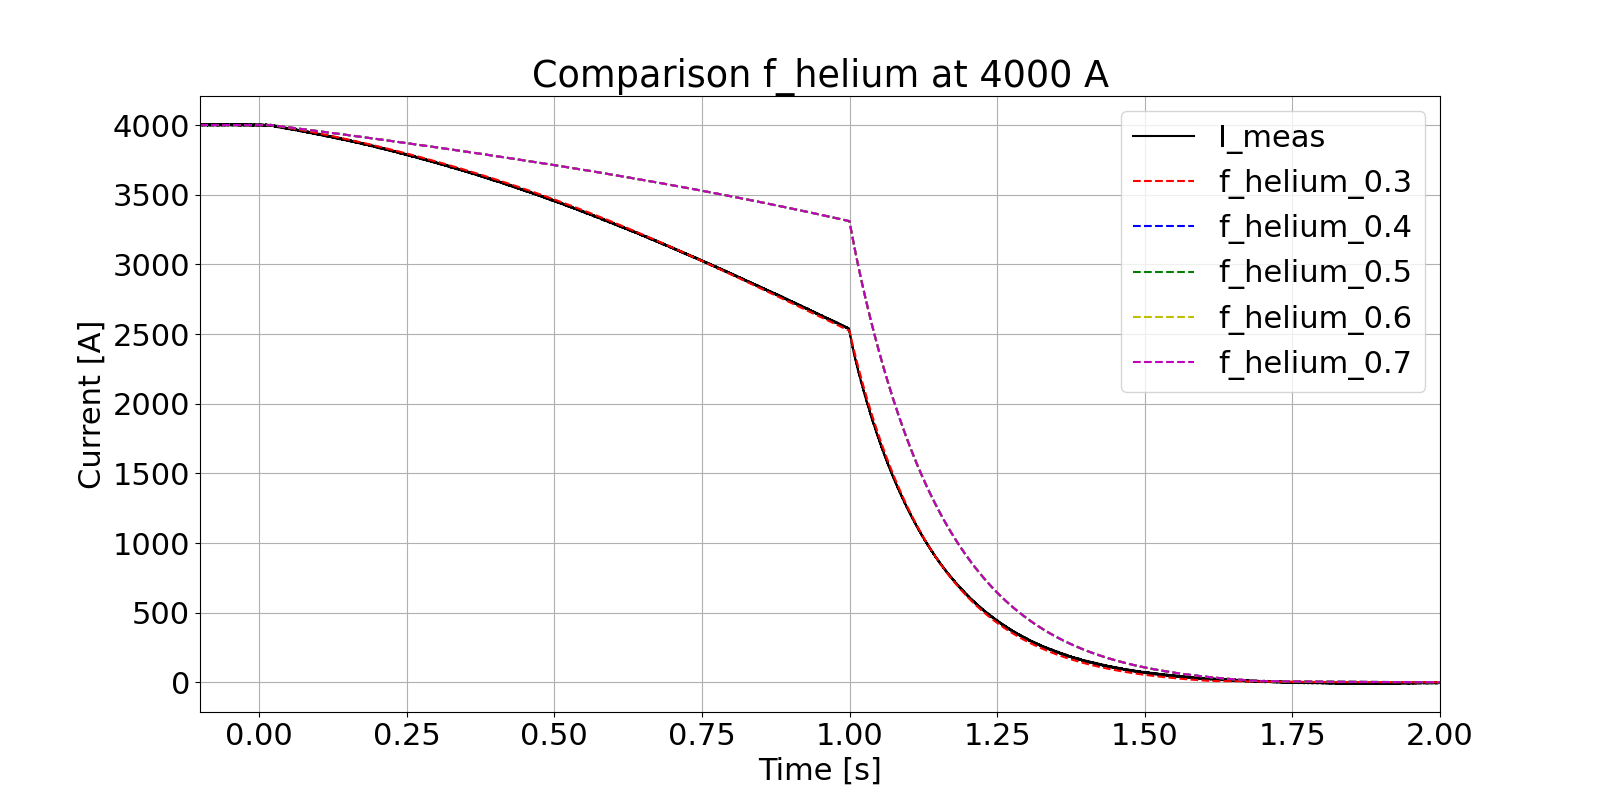 Comparison f_helium at 4000 A
4000
3500
3000
2500
2000
1500
1000
500
0
Current [A]
I_meas
f_helium_0.3
f_helium_0.4
f_helium_0.5
f_helium_0.6
f_helium_0.7
0.00 0.25 0.50 0.75 1.00 1.25 1.50 1.75 2.00
Time [s]